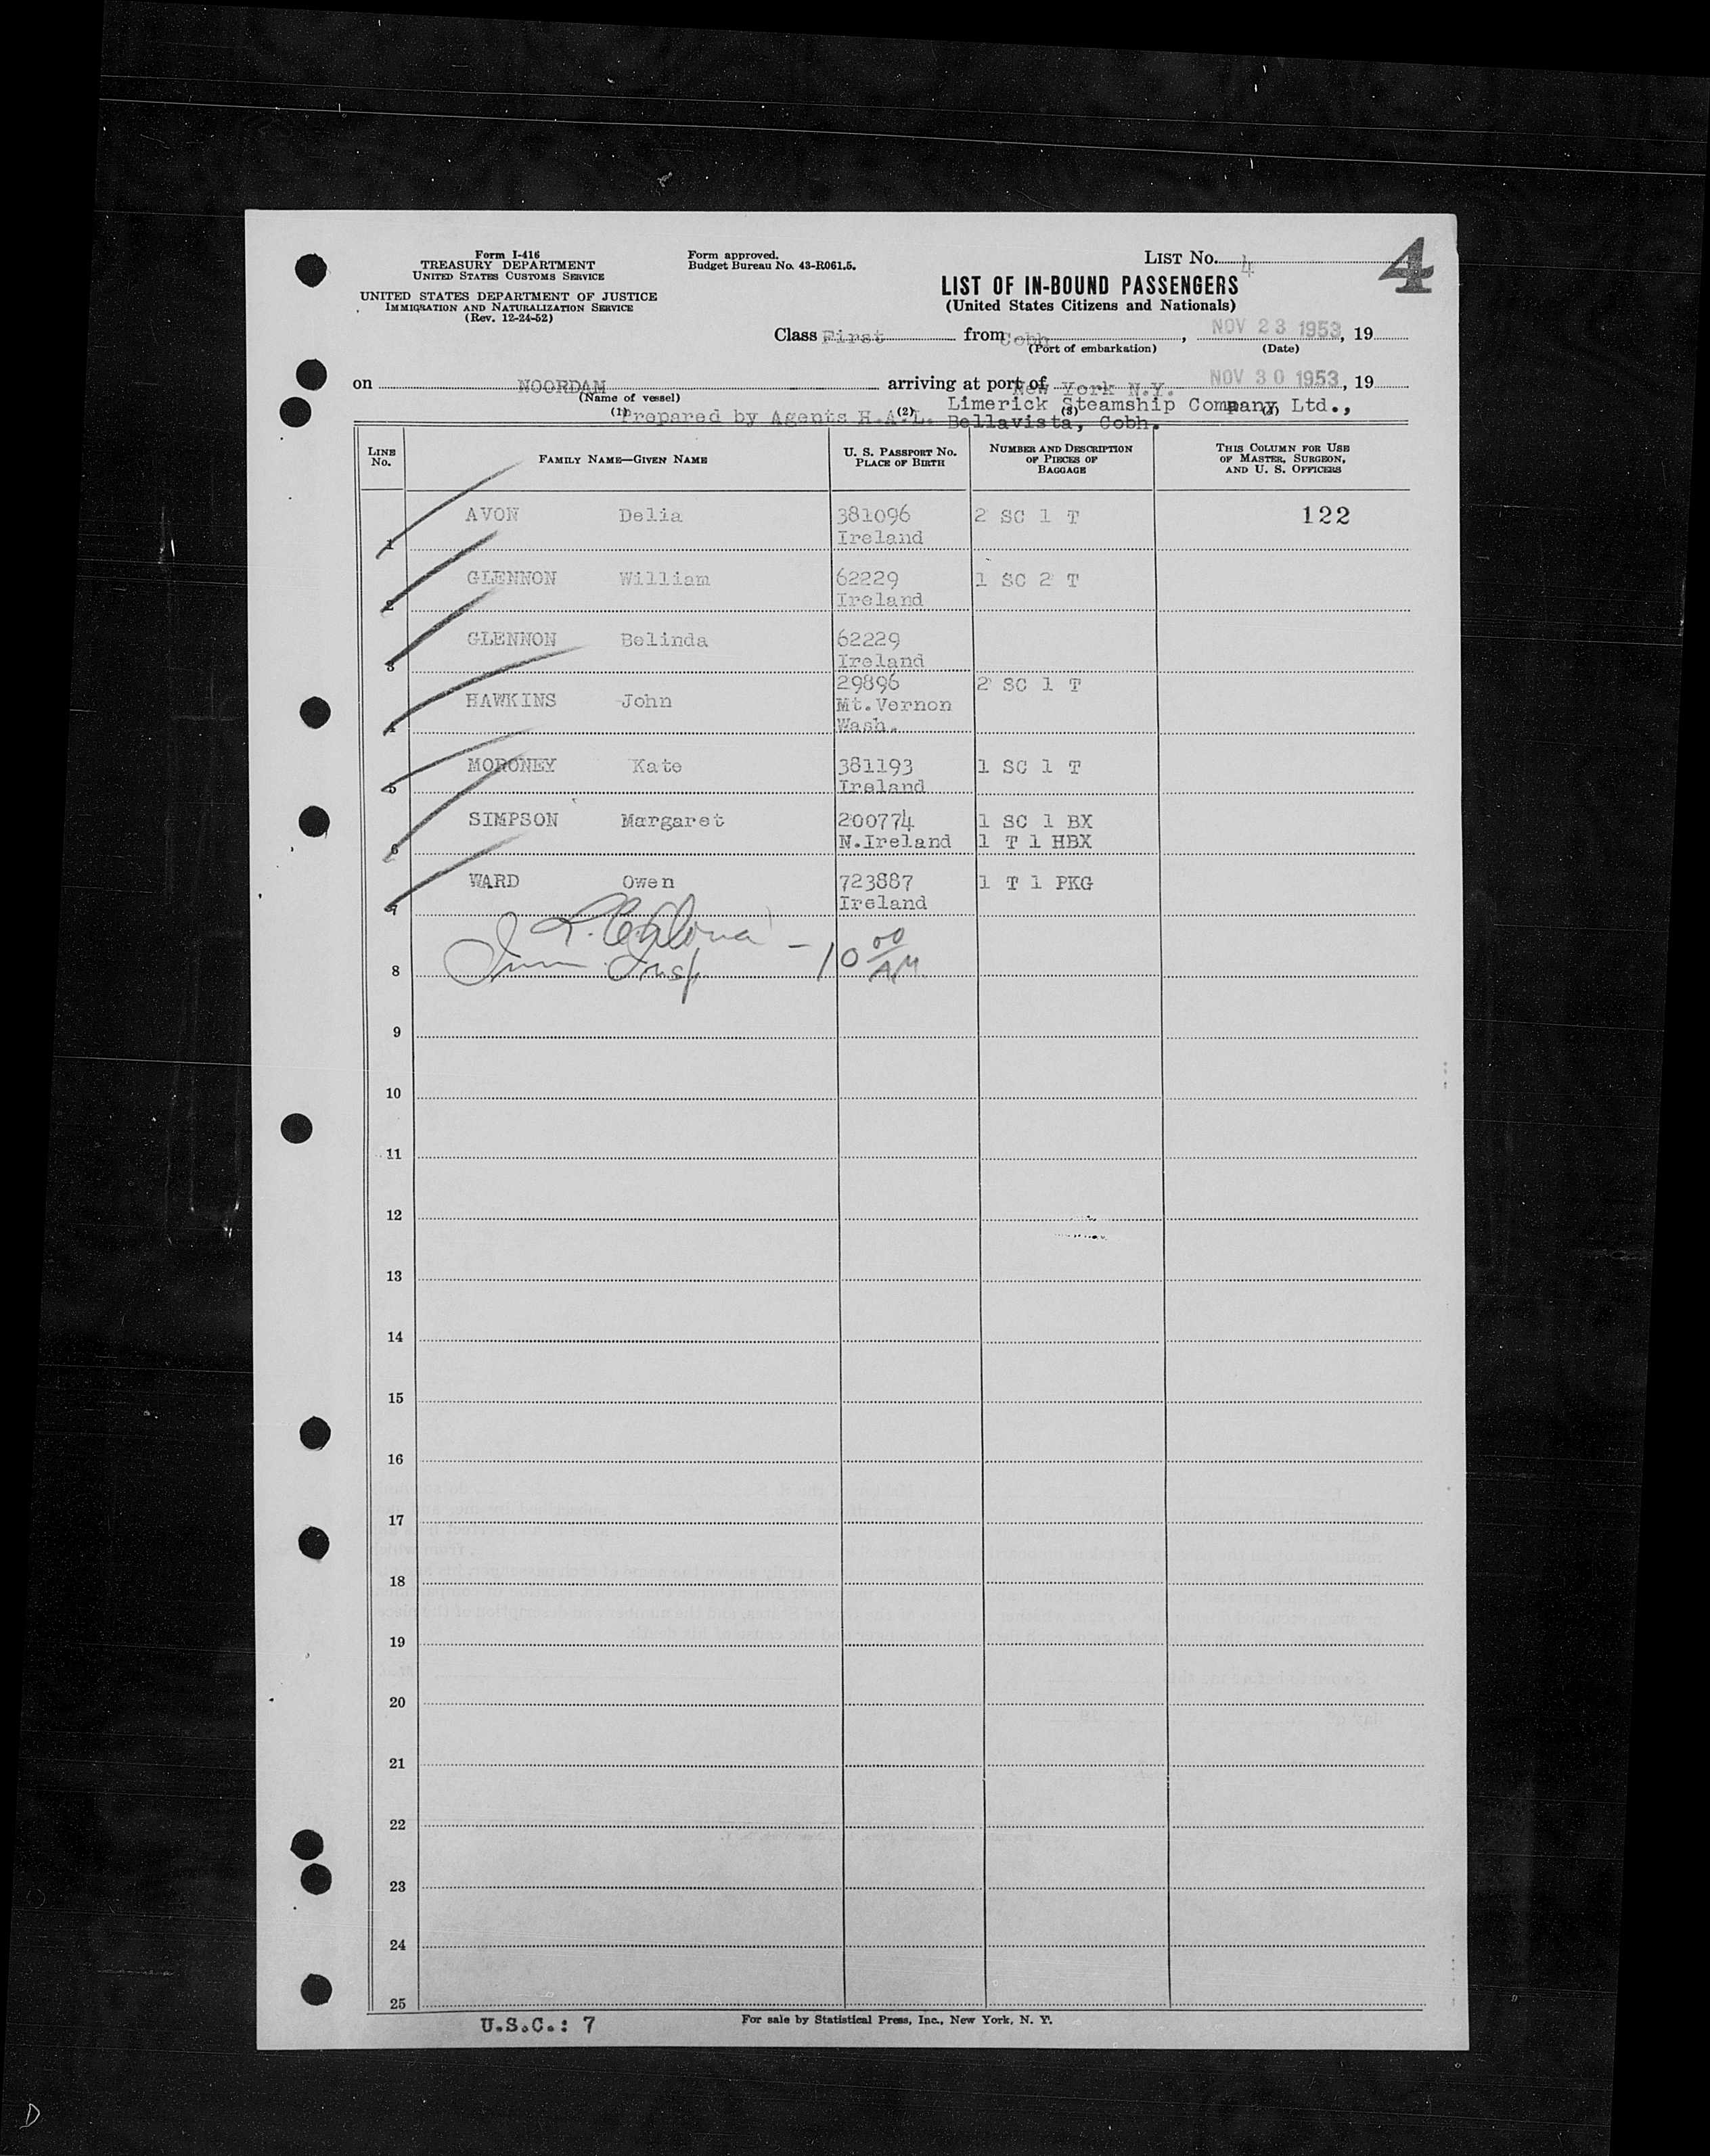 Form I-416
TREASURY DEPARTMENT
UNITED STATES CUSTOMS SERVICE
UNITED STATES DEPARTMENT OF JUSTICE
IMMIGRATION AND NATURALIZATION SERVICE
(Rev. 12-24-52)
Form approved.
Budget Bureau No. 43-R061.5.
LIST No. 4
4
LIST OF IN-BOUND PASSENGERS
(United States Citizens and Nationals)
Class First from Cobh, NOV 23 1953, 19
(Port of embarkation) (Date)
on NOORDAM arriving at port of New York N.Y. NOV 30 1953, 19
(Name of vessel)
(1) (2) (3)
Prepared by Agents H.A.L. Limerick Steamship Company Ltd.,
Bellavista, Cobh.
LINE No. FAMILY NAME—GIVEN NAME U. S. PASSPORT No. PLACE OF BIRTH NUMBER AND DESCRIPTION OF PIECES OF BAGGAGE THIS COLUMN FOR USE OF MASTER, SURGEON, AND U. S. OFFICERS
1 AVON Delia 381096 2 SC 1 T 122
Ireland
2 GLENNON William 62229 1 SC 2 T
Ireland
3 GLENNON Belinda 62229
Ireland
4 HAWKINS John 29896 2 SC 1 T
Mt.Vernon
Wash.
5 MORONEY Kate 381193 1 SC 1 T
Ireland
6 SIMPSON Margaret 200774 1 SC 1 BX
N.Ireland 1 T 1 HBX
7 WARD Owen 723887 1 T 1 PKG
Ireland
Imm Insp. - 10 00 AM
8
9
10
11
12
13
14
15
16
17
18
19
20
21
22
23
24
25
U.S.C.: 7
For sale by Statistical Press, Inc., New York, N. Y.
D